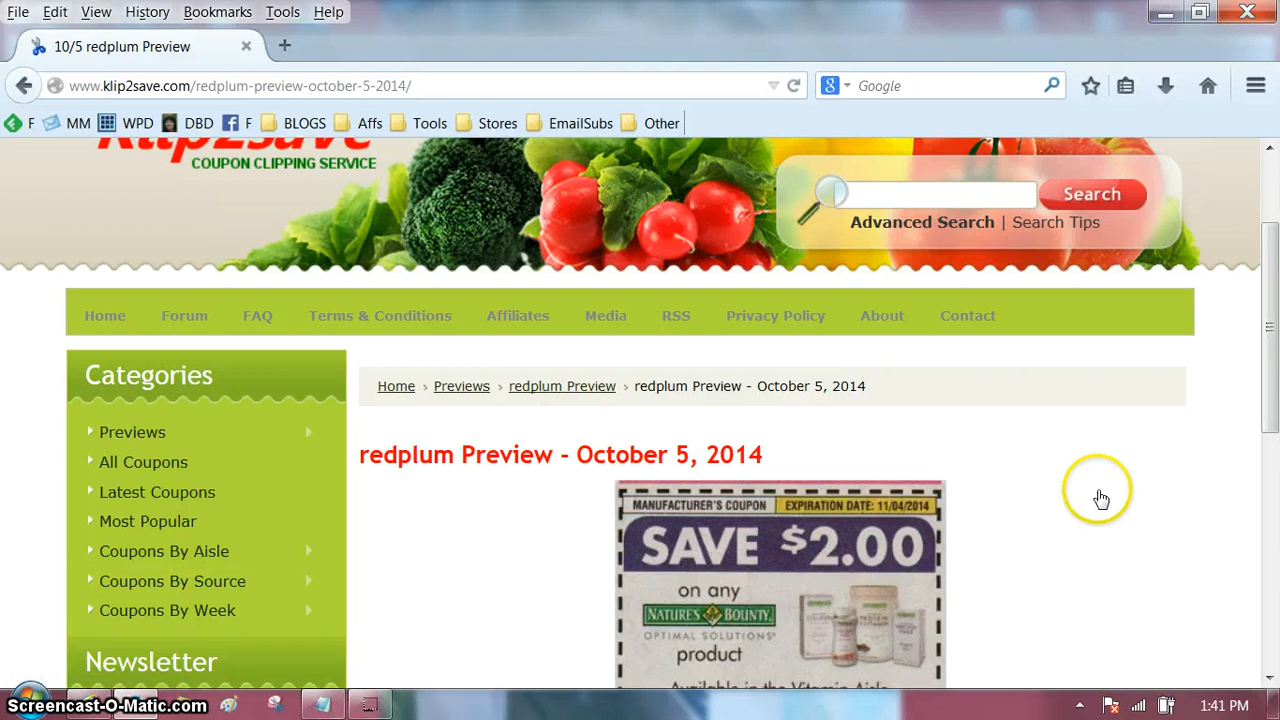 File Edit View History Bookmarks Tools Help
10/5 redplum Preview
www.klip2save.com/redplum-preview-october-5-2014/
Google
F MM WPD DBD F BLOGS Affs Tools Stores EmailSubs Other
klip2save
COUPON CLIPPING SERVICE
Search
Advanced Search | Search Tips
Home Forum FAQ Terms & Conditions Affiliates Media RSS Privacy Policy About Contact
Categories
Previews
All Coupons
Latest Coupons
Most Popular
Coupons By Aisle
Coupons By Source
Coupons By Week
Newsletter
Home › Previews › redplum Preview › redplum Preview - October 5, 2014
redplum Preview - October 5, 2014
MANUFACTURER'S COUPON EXPIRATION DATE: 11/04/2014
SAVE $2.00
on any
NATURE'S BOUNTY
OPTIMAL SOLUTIONS®
product
Available in the Vitamin Aisle
Screencast-O-Matic.com
1:41 PM